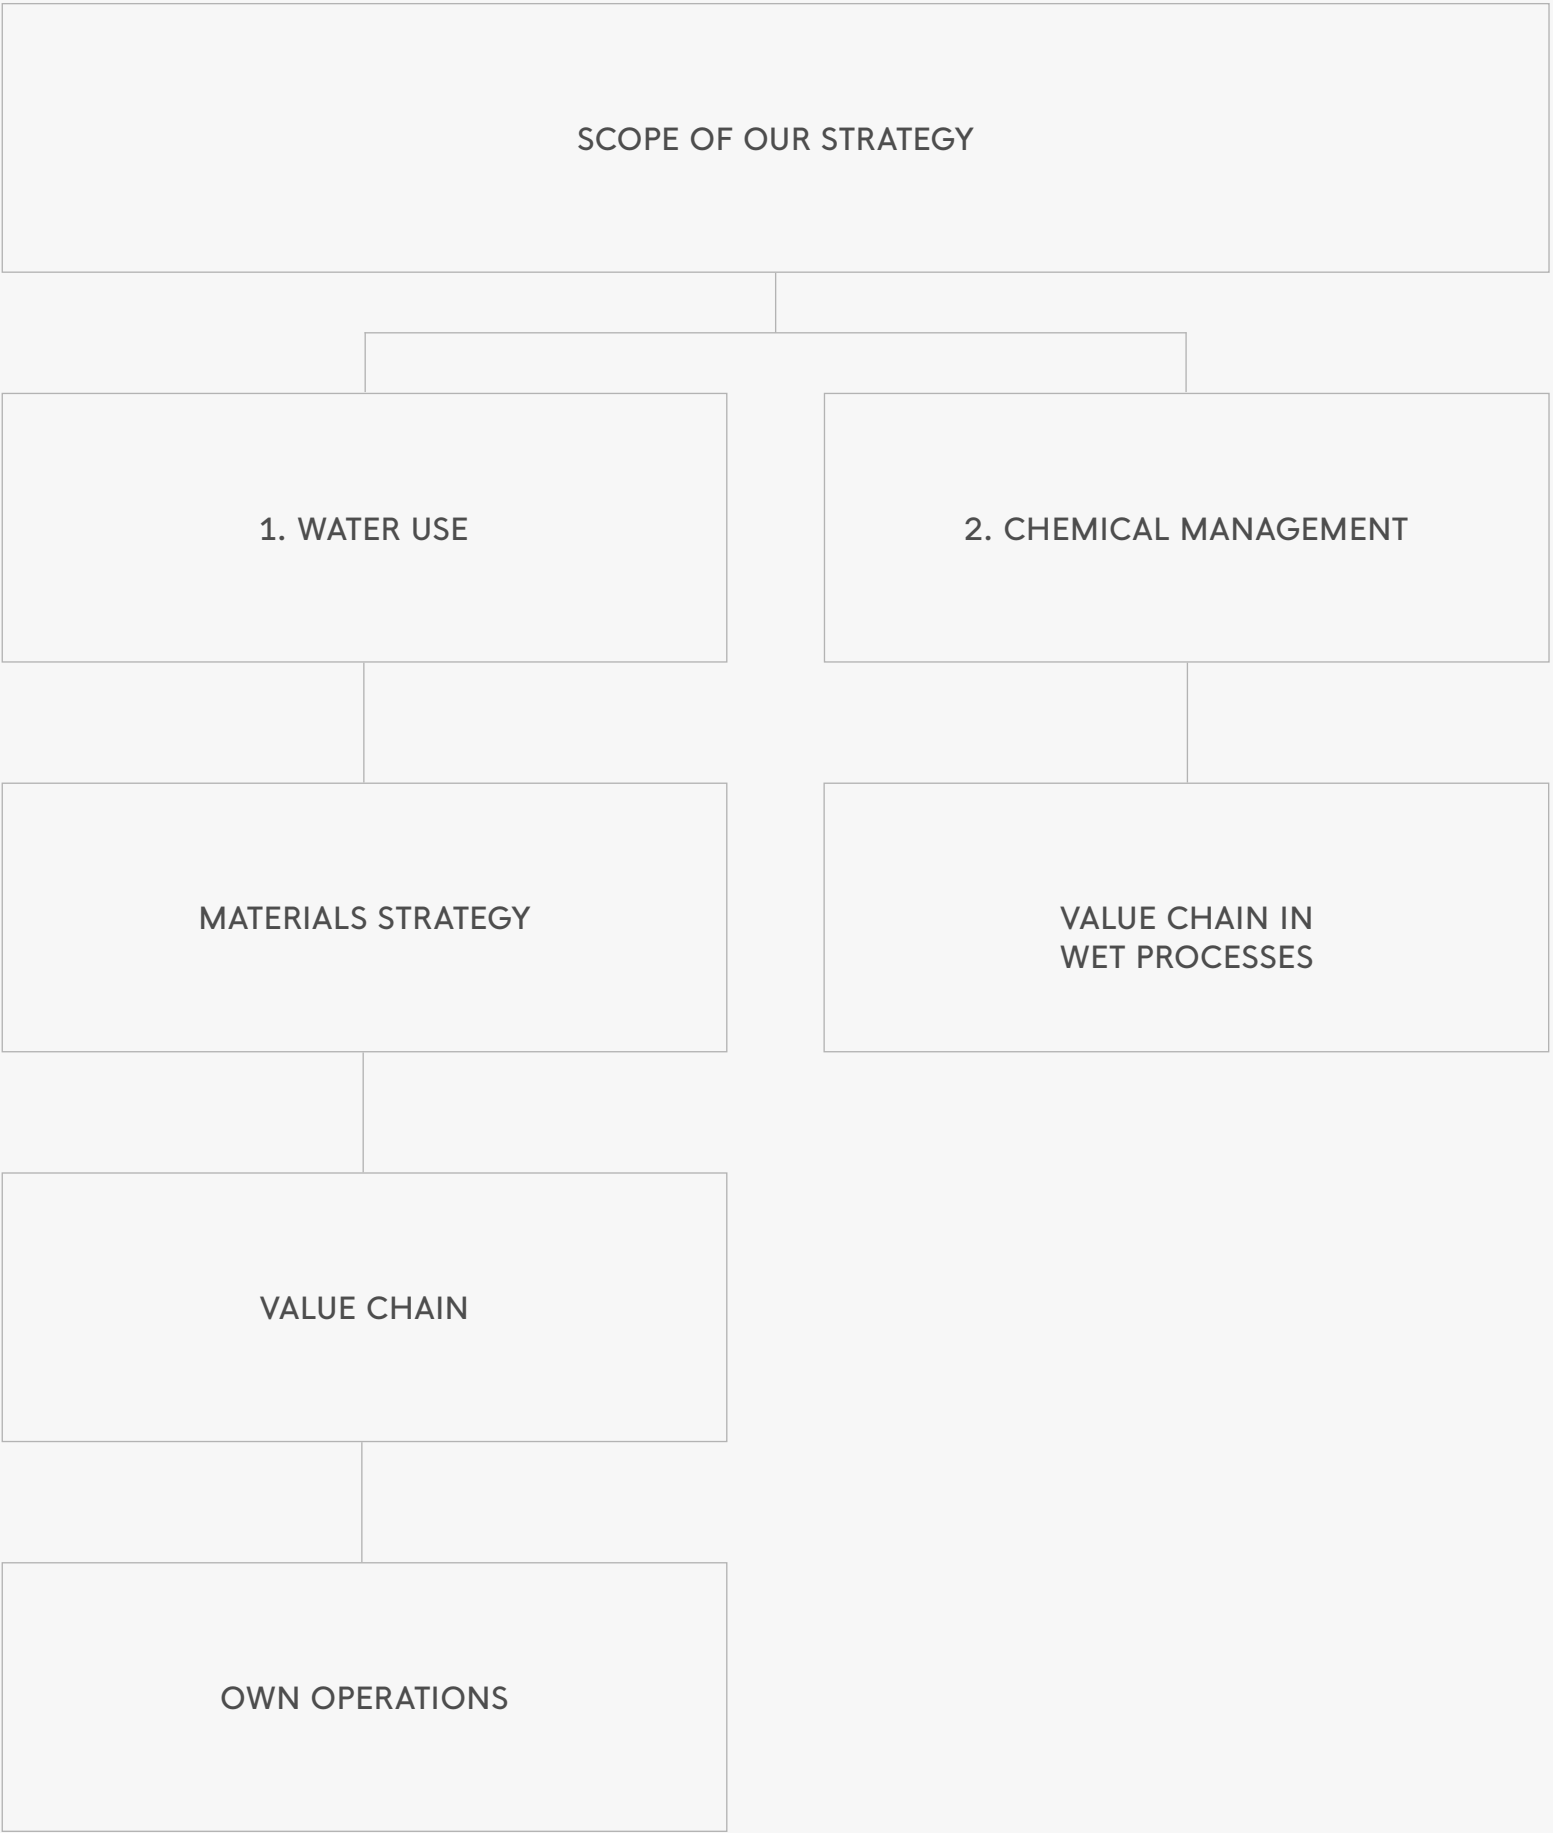 SCOPE OF OUR STRATEGY
1. WATER USE
2. CHEMICAL MANAGEMENT
MATERIALS STRATEGY
VALUE CHAIN IN
WET PROCESSES
VALUE CHAIN
OWN OPERATIONS